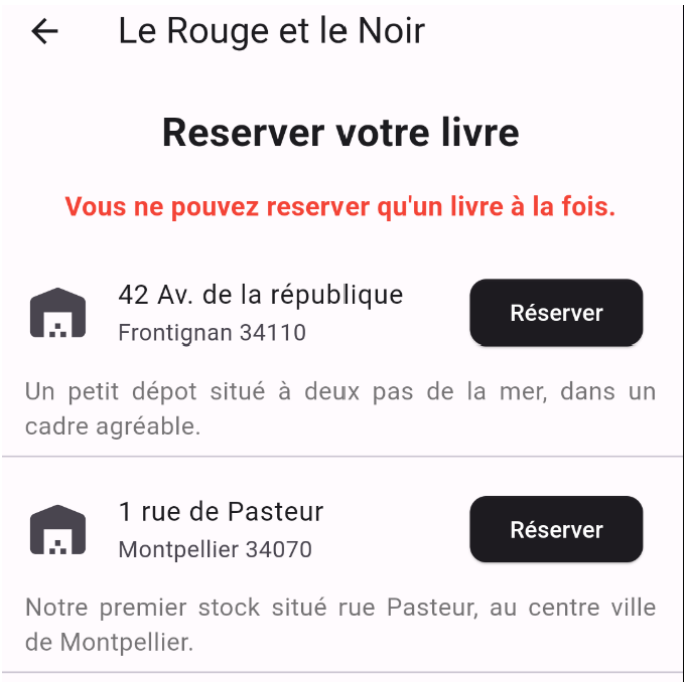 Le Rouge et le Noir
Reserver votre livre
Vous ne pouvez reserver qu'un livre à la fois.
42 Av. de la république
Frontignan 34110
Réserver
Un petit dépot situé à deux pas de la mer, dans un
cadre agréable.
1 rue de Pasteur
Montpellier 34070
Réserver
Notre premier stock situé rue Pasteur, au centre ville
de Montpellier.